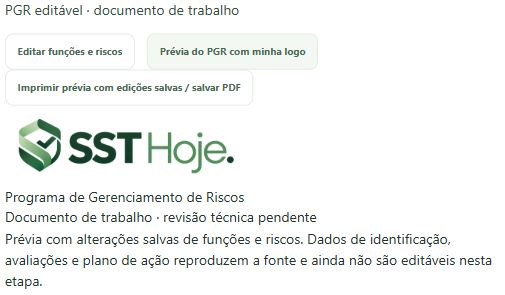 PGR editável · documento de trabalho
Editar funções e riscos
Prévia do PGR com minha logo
Imprimir prévia com edições salvas / salvar PDF
SST Hoje.
Programa de Gerenciamento de Riscos
Documento de trabalho · revisão técnica pendente
Prévia com alterações salvas de funções e riscos. Dados de identificação,
avaliações e plano de ação reproduzem a fonte e ainda não são editáveis nesta
etapa.